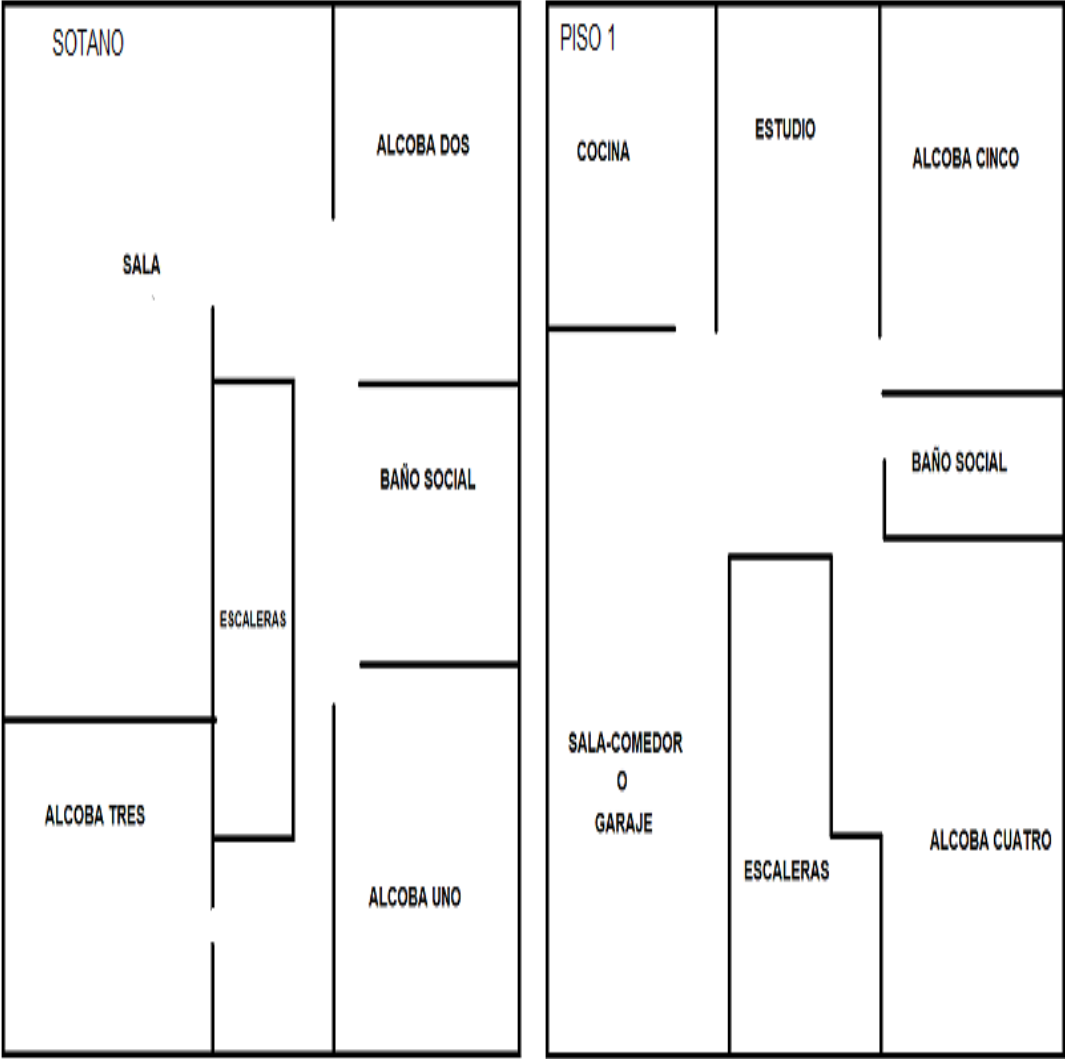 SOTANO
ALCOBA DOS
SALA
BAÑO SOCIAL
ESCALERAS
ALCOBA TRES
ALCOBA UNO
PISO 1
COCINA
ESTUDIO
ALCOBA CINCO
BAÑO SOCIAL
SALA-COMEDOR
O
GARAJE
ESCALERAS
ALCOBA CUATRO